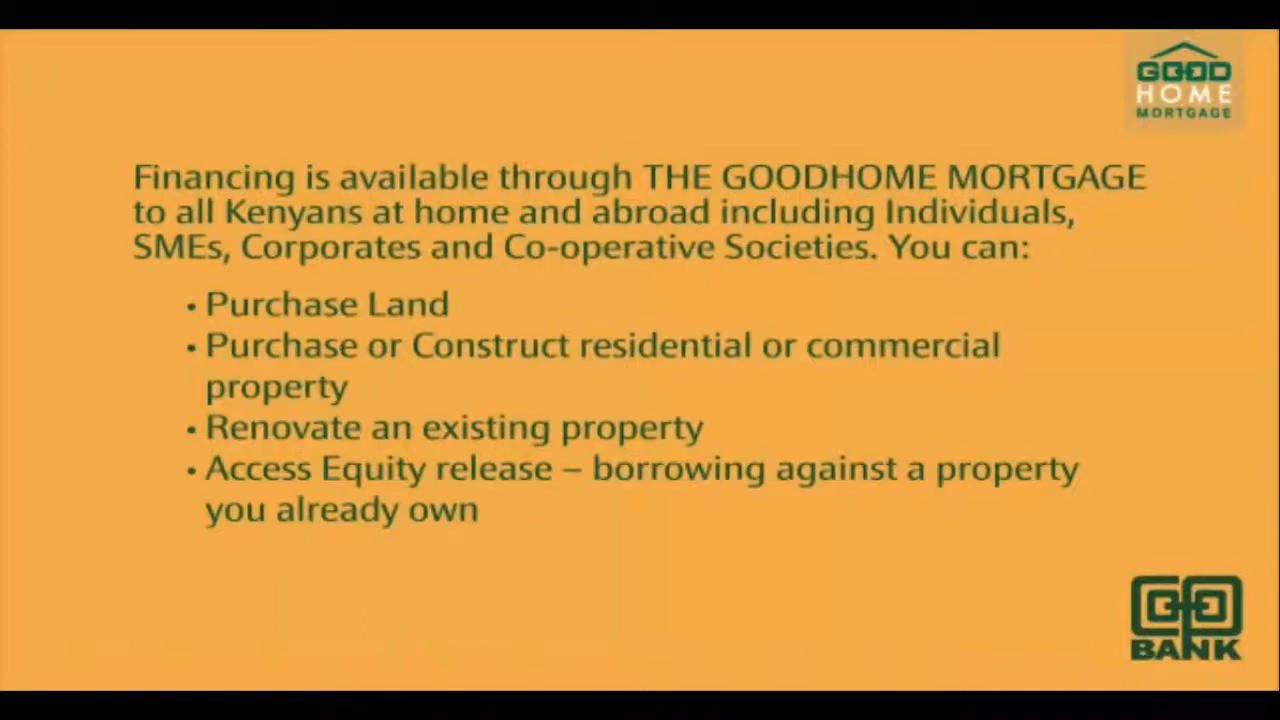 GOOD
HOME
MORTGAGE
Financing is available through THE GOODHOME MORTGAGE
to all Kenyans at home and abroad including Individuals,
SMEs, Corporates and Co-operative Societies. You can:
• Purchase Land
• Purchase or Construct residential or commercial
property
• Renovate an existing property
• Access Equity release – borrowing against a property
you already own
BANK